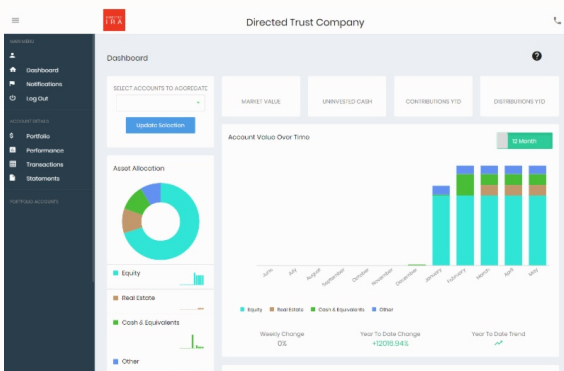 DIRECTED
IRA
Directed Trust Company
MAIN MENU
Dashboard
Notifications
Log Out
ACCOUNT DETAILS
$ Portfolio
Performance
Transactions
Statements
PORTFOLIO ACCOUNTS
Dashboard
?
SELECT ACCOUNTS TO AGGREGATE
Update Selection
MARKET VALUE
UNINVESTED CASH
CONTRIBUTIONS YTD
DISTRIBUTIONS YTD
Asset Allocation
Equity
Real Estate
Cash & Equivalents
Other
Account Value Over Time
12 Month
June
July
August
September
October
November
December
January
February
March
April
May
Equity
Real Estate
Cash & Equivalents
Other
Weekly Change
0%
Year To Date Change
+12016.94%
Year To Date Trend